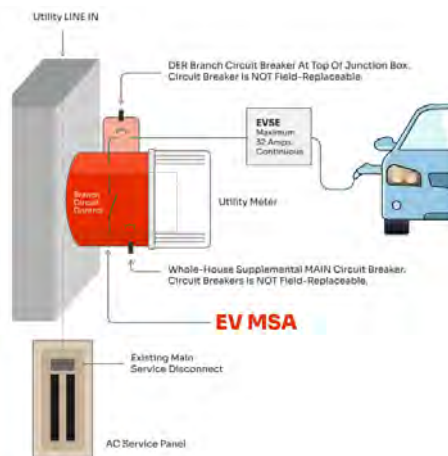 Utility LINE IN
DER Branch Circuit Breaker At Top Of Junction Box.
Circuit Breaker is NOT Field-Replaceable.
EVSE
Maximum
32 Amps
Continuous
Branch
Circuit
Control
Utility Meter
Whole-House Supplemental MAIN Circuit Breaker.
Circuit Breakers is NOT Field-Replaceable.
EV MSA
Existing Main
Service Disconnect
AC Service Panel